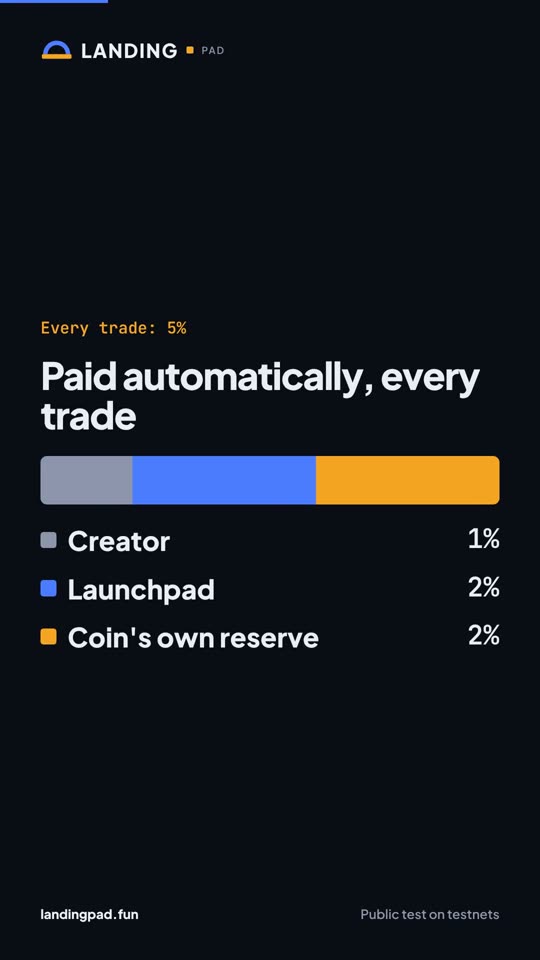 LANDING PAD
Every trade: 5%
Paid automatically, every
trade
Creator 1%
Launchpad 2%
Coin's own reserve 2%
landingpad.fun Public test on testnets